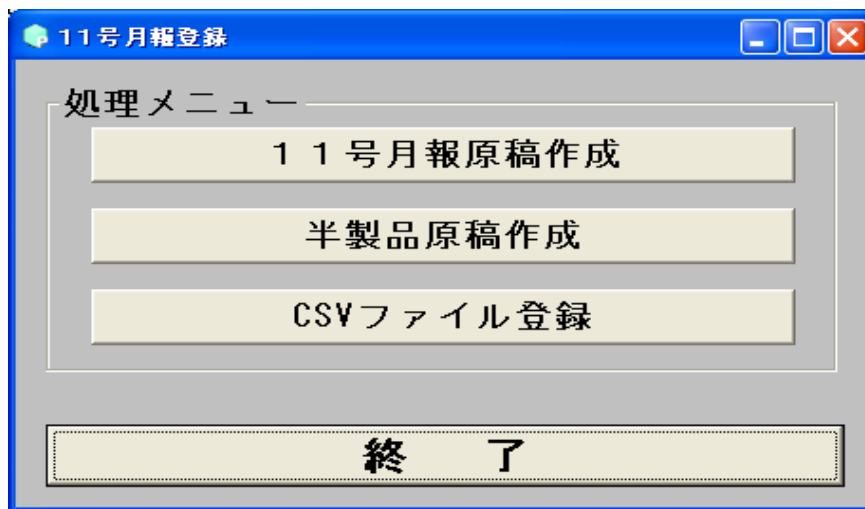 11号月報登録
処理メニュー
１１号月報原稿作成
半製品原稿作成
CSVファイル登録
終　了